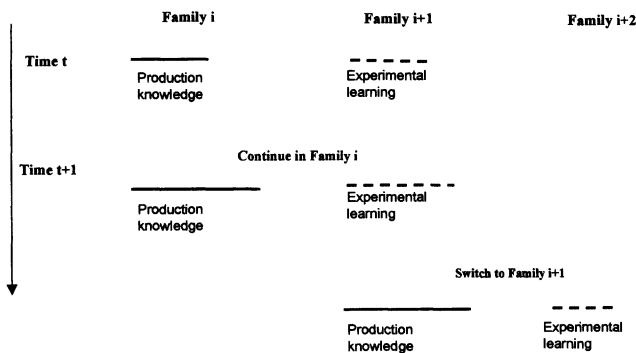 Family i Family i+1 Family i+2
Time t
Production knowledge
Experimental learning
Continue in Family i
Time t+1
Production knowledge
Experimental learning
Switch to Family i+1
Production knowledge
Experimental learning